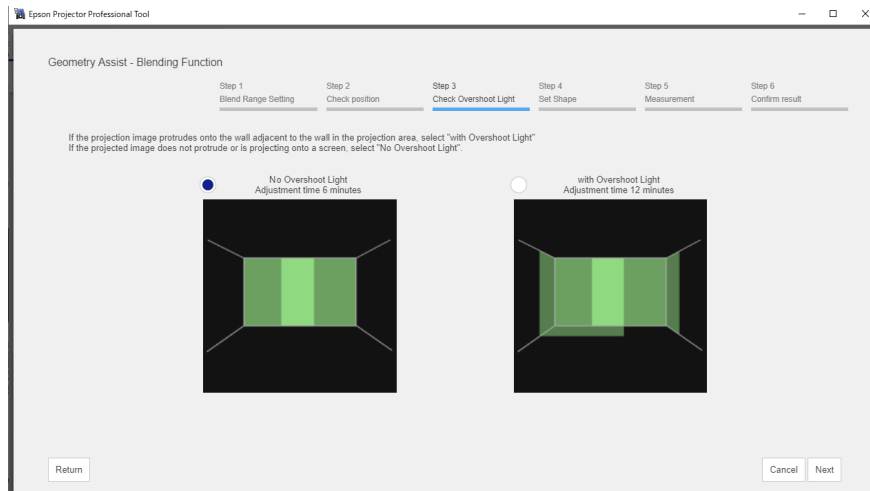 Epson Projector Professional Tool
Geometry Assist - Blending Function
Step 1
Blend Range Setting
Step 2
Check position
Step 3
Check Overshoot Light
Step 4
Set Shape
Step 5
Measurement
Step 6
Confirm result
If the projection image protrudes onto the wall adjacent to the wall in the projection area, select "with Overshoot Light"
If the projected image does not protrude or is projecting onto a screen, select "No Overshoot Light".
No Overshoot Light
Adjustment time 6 minutes
with Overshoot Light
Adjustment time 12 minutes
Return
Cancel
Next